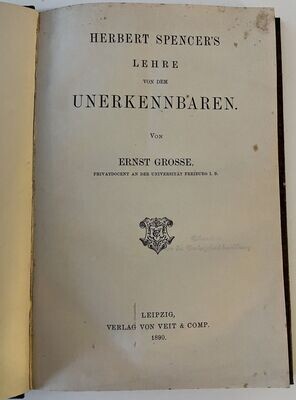 HERBERT SPENCER'S
LEHRE
VON DEM
UNERKENNBAREN.
VON
ERNST GROSSE,
PRIVATDOCENT AN DER UNIVERSITÄT FREIBURG I. B.
LEIPZIG,
VERLAG VON VEIT & COMP.
1890.